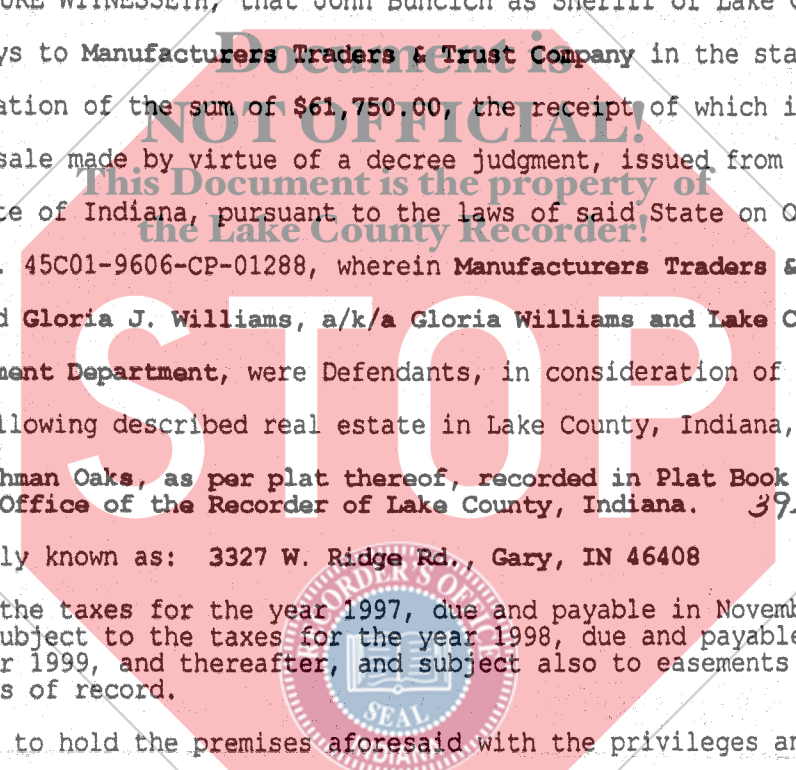 URE WITNESSETH, that John Buncich as Sheriff of Lake
Document is
ys to Manufacturers Traders & Trust Company in the sta
ation of the sum of $61,750.00, the receipt of which i
NOT OFFICIAL!
sale made by virtue of a decree judgment, issued from
This Document is the property of
te of Indiana, pursuant to the laws of said State on O
the Lake County Recorder!
. 45C01-9606-CP-01288, wherein Manufacturers Traders &
d Gloria J. Williams, a/k/a Gloria Williams and Lake C
ment Department, were Defendants, in consideration of
STOP
llowing described real estate in Lake County, Indiana,
hman Oaks, as per plat thereof, recorded in Plat Book
Office of the Recorder of Lake County, Indiana. 39
ly known as: 3327 W. Ridge Rd., Gary, IN 46408
RECORDER'S OFFICE
the taxes for the year 1997, due and payable in Novemb
ubject to the taxes for the year 1998, due and payable
r 1999, and thereafter, and subject also to easements
s of record.
SEAL
to hold the premises aforesaid with the privileges an
INDIANA